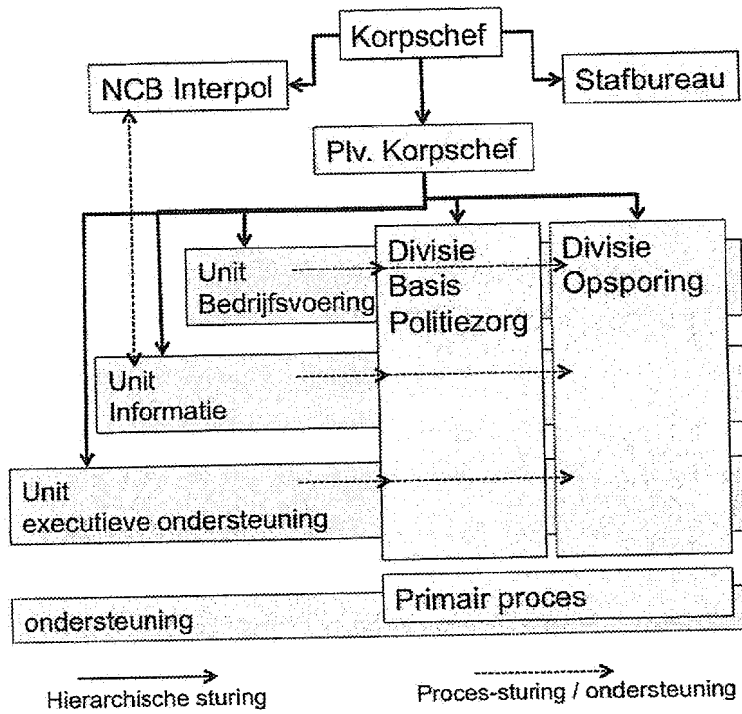 Korpschef
NCB Interpol
Stafbureau
Plv. Korpschef
Unit
Bedrijfsvoering
Divisie
Basis
Politiezorg
Divisie
Opsporing
Unit
Informatie
Unit
executieve ondersteuning
Primair proces
ondersteuning
Hierarchische sturing
Proces-sturing / ondersteuning